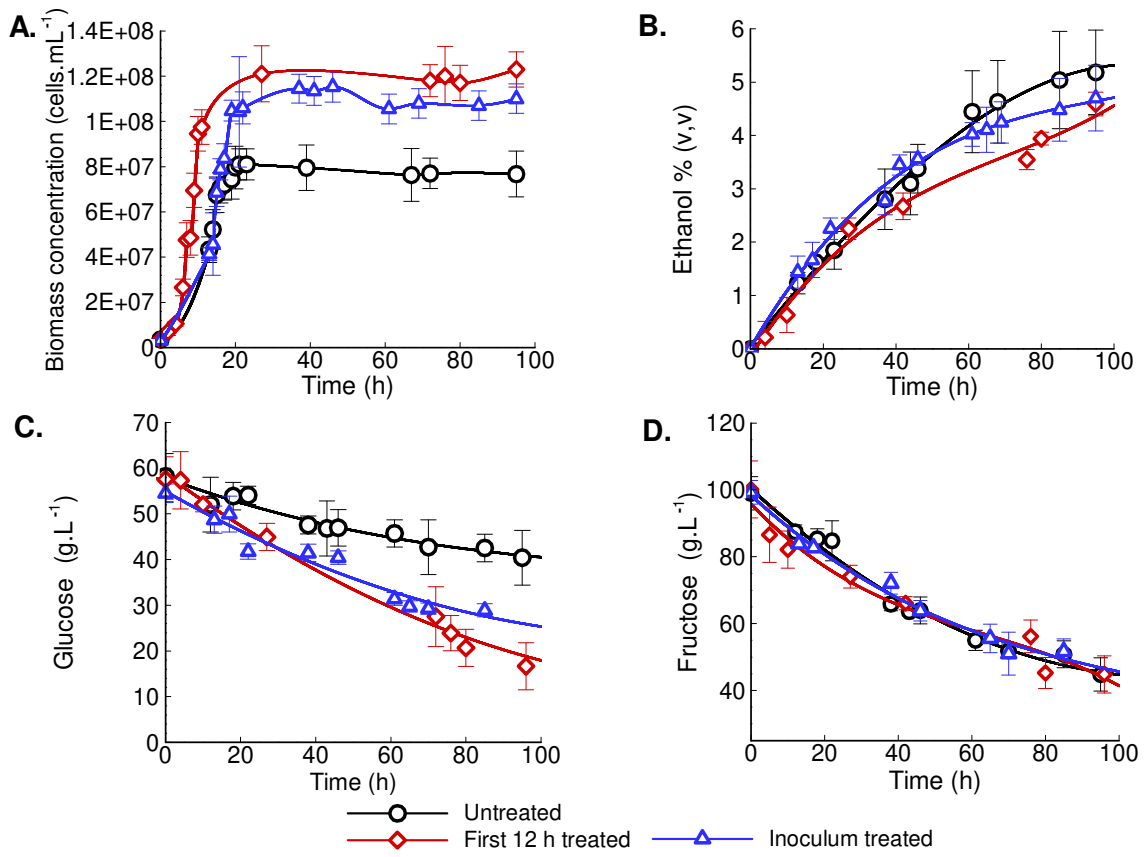 A.
Biomass concentration (cells.mL⁻¹)
1.4E+08
1.2E+08
1E+08
8E+07
6E+07
4E+07
2E+07
0
0 20 40 60 80 100
Time (h)
B.
Ethanol % (v,v)
6
5
4
3
2
1
0
0 20 40 60 80 100
Time (h)
C.
Glucose (g.L⁻¹)
70
60
50
40
30
20
10
0
0 20 40 60 80 100
Time (h)
D.
Fructose (g.L⁻¹)
120
100
80
60
40
0 20 40 60 80 100
Time (h)
Untreated
First 12 h treated
Inoculum treated